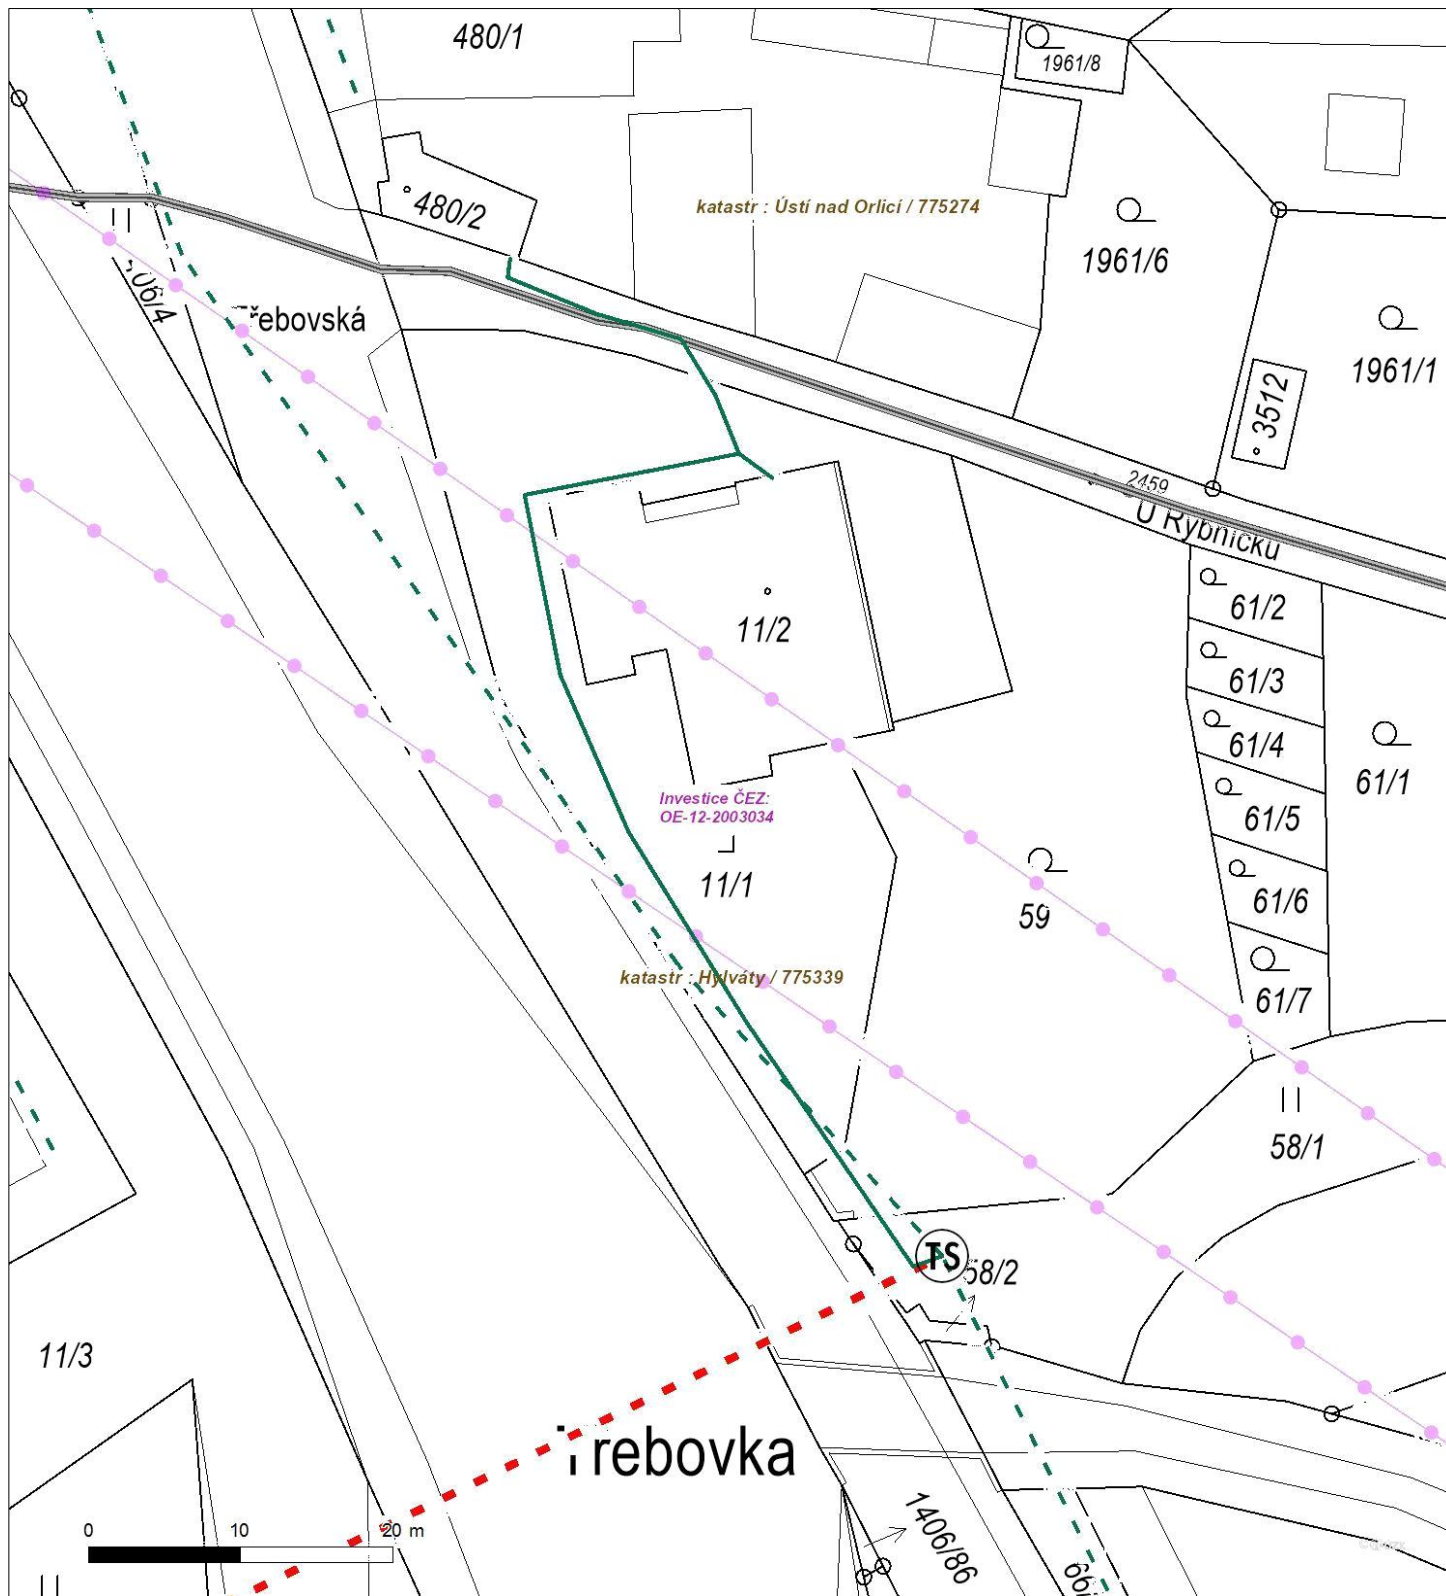 480/1
1961/8
480/2
katastr : Ústí nad Orlicí / 775274
1961/6
řebovská
1961/1
3512
2459
U Rybníčku
61/2
11/2
61/3
61/4
61/1
Investice ČEZ:
OE-12-2003034
61/5
11/1
61/6
59
katastr : Hylváty / 775339
61/7
58/1
TS
58/2
11/3
Třebovka
0 10 20 m
1406/86